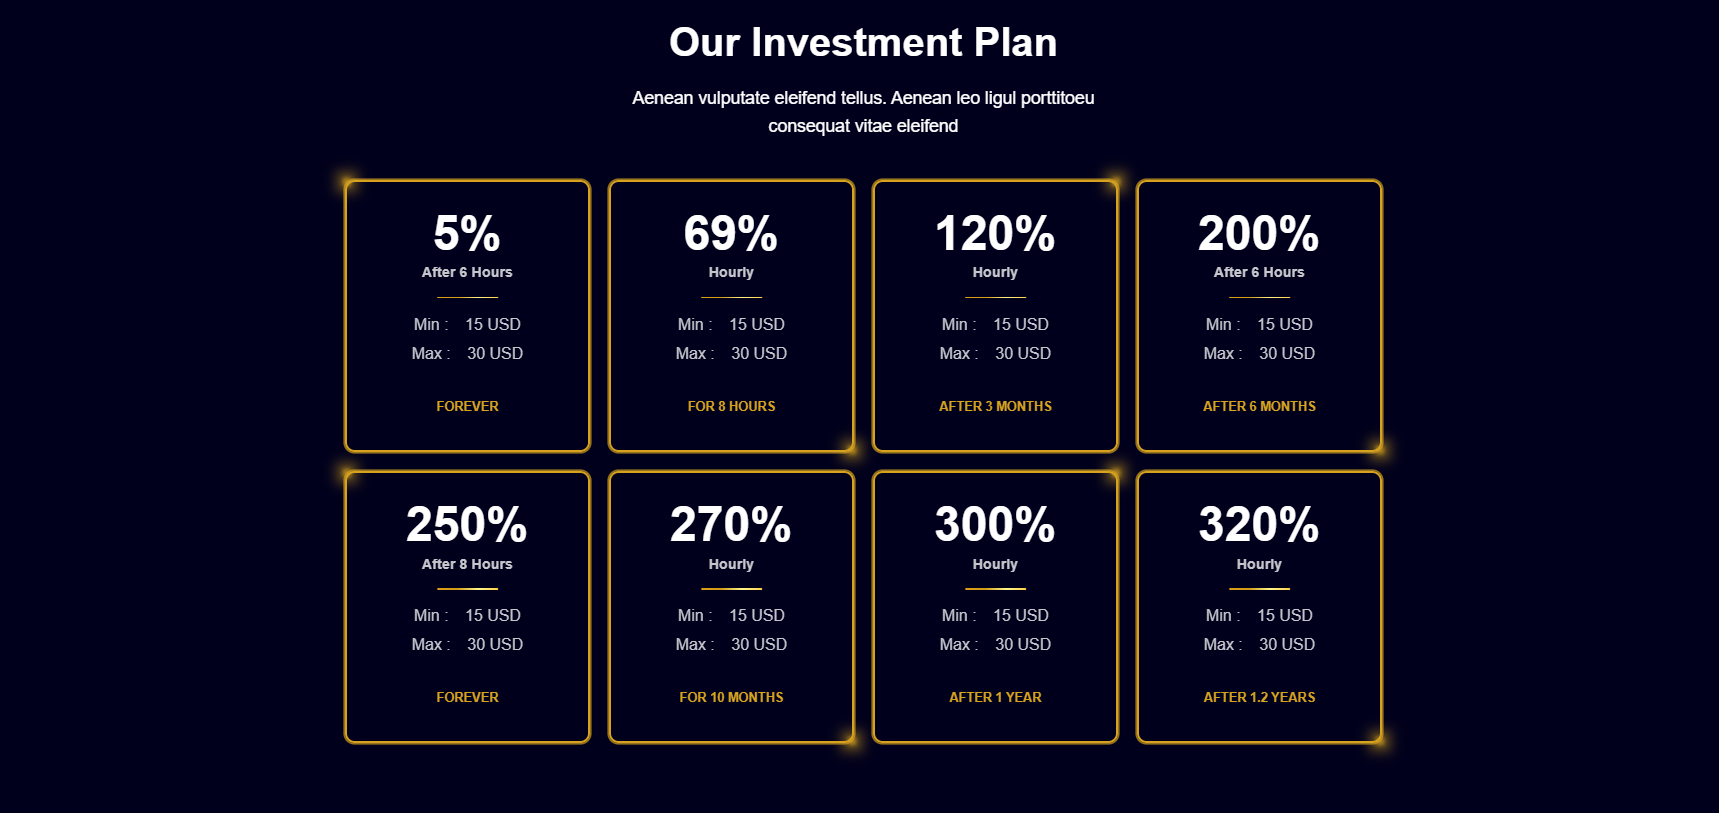 Our Investment Plan
Aenean vulputate eleifend tellus. Aenean leo ligul porttitoeu
consequat vitae eleifend
5%
After 6 Hours
Min : 15 USD
Max : 30 USD
FOREVER
69%
Hourly
Min : 15 USD
Max : 30 USD
FOR 8 HOURS
120%
Hourly
Min : 15 USD
Max : 30 USD
AFTER 3 MONTHS
200%
After 6 Hours
Min : 15 USD
Max : 30 USD
AFTER 6 MONTHS
250%
After 8 Hours
Min : 15 USD
Max : 30 USD
FOREVER
270%
Hourly
Min : 15 USD
Max : 30 USD
FOR 10 MONTHS
300%
Hourly
Min : 15 USD
Max : 30 USD
AFTER 1 YEAR
320%
Hourly
Min : 15 USD
Max : 30 USD
AFTER 1.2 YEARS